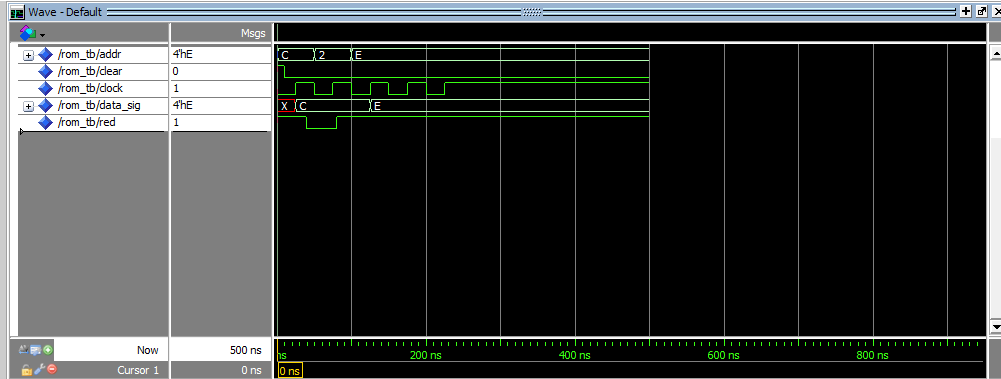 Wave - Default
Msgs
/rom_tb/addr 4'hE C 2 E
/rom_tb/clear 0
/rom_tb/clock 1
/rom_tb/data_sig 4'hE X C E
/rom_tb/red 1
Now 500 ns ns 200 ns 400 ns 600 ns 800 ns
Cursor 1 0 ns 0 ns